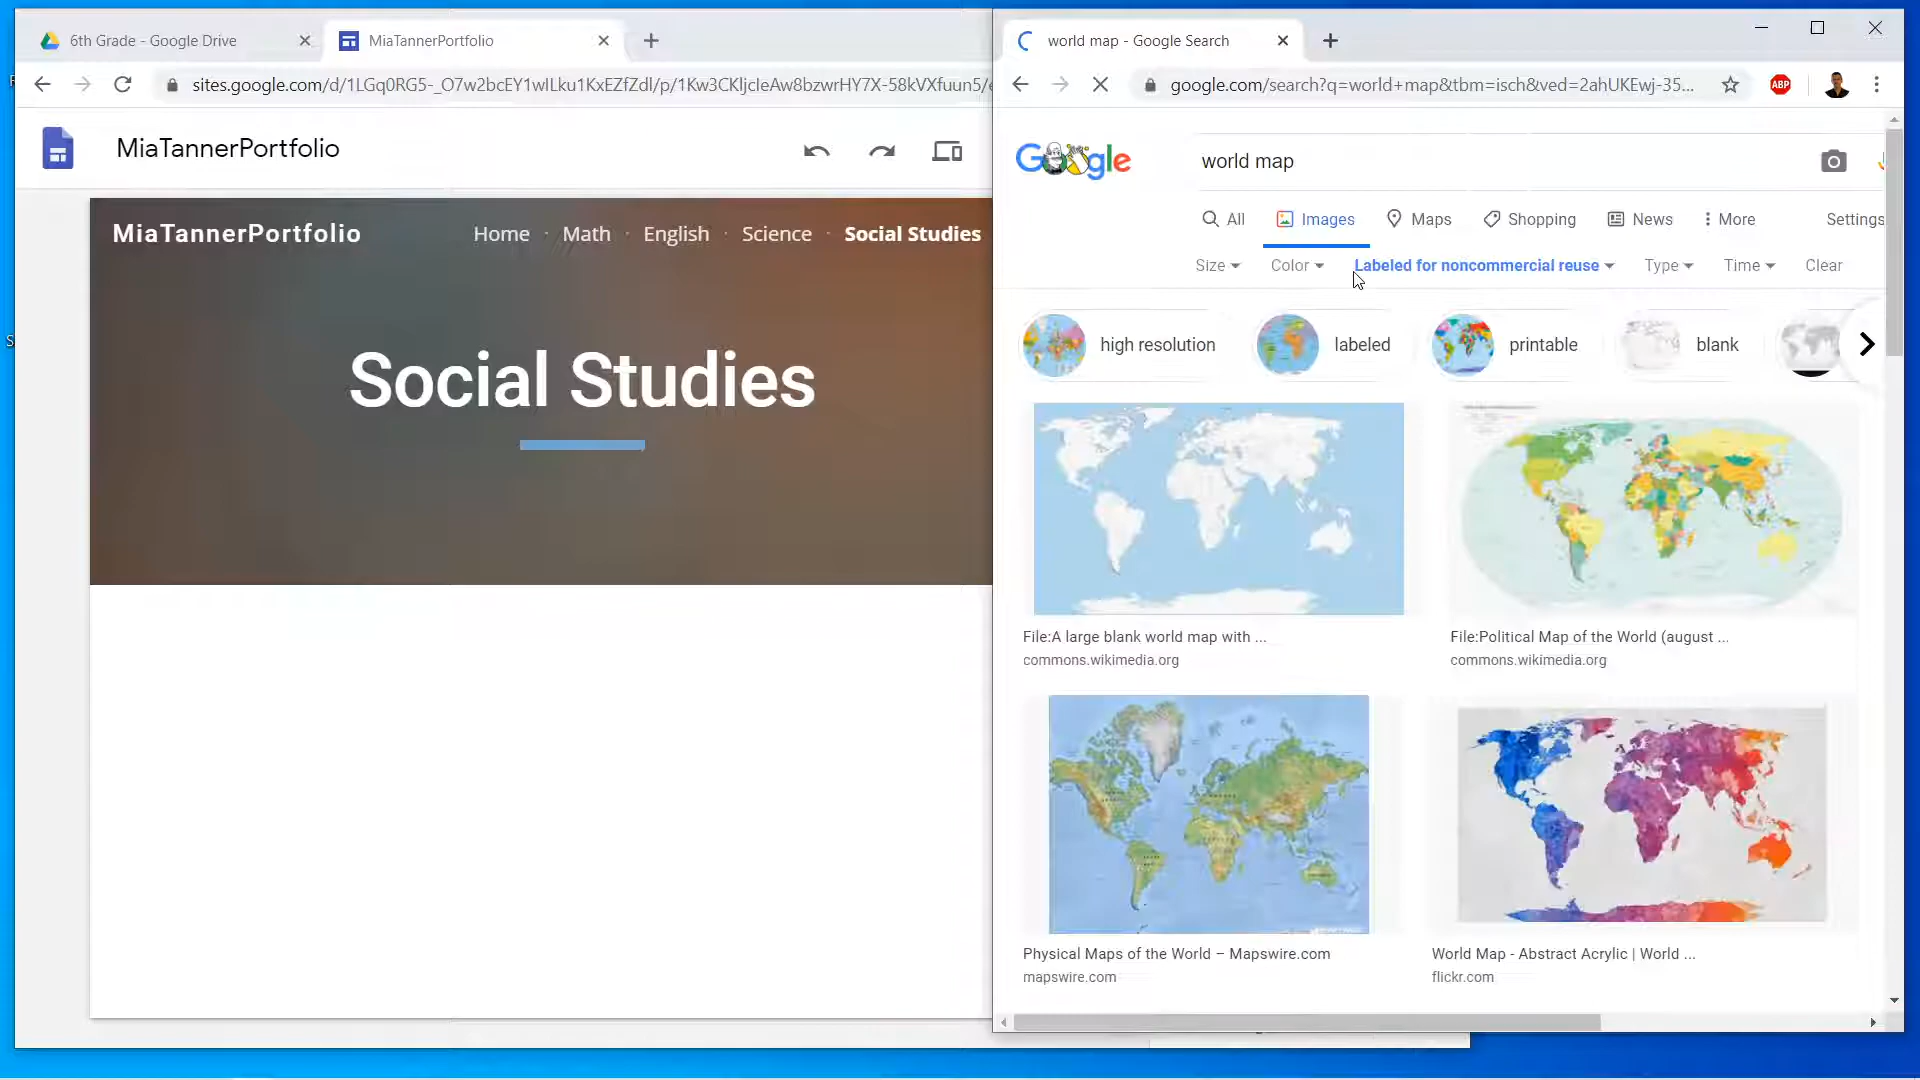 6th Grade - Google Drive
MiaTannerPortfolio
sites.google.com/d/1LGq0RG5-_O7w2bcEY1wILku1KxEZfZdl/p/1Kw3CKIjcIeAw8bzwrHY7X-58kVXfuun5/e
MiaTannerPortfolio
MiaTannerPortfolio
Home · Math · English · Science · Social Studies
Social Studies
world map - Google Search
google.com/search?q=world+map&tbm=isch&ved=2ahUKEwj-35...
ABP
Google
world map
All Images Maps Shopping News More Settings
Size Color Labeled for noncommercial reuse Type Time Clear
high resolution labeled printable blank
File:A large blank world map with ...
commons.wikimedia.org
File:Political Map of the World (august ...
commons.wikimedia.org
Physical Maps of the World – Mapswire.com
mapswire.com
World Map - Abstract Acrylic | World ...
flickr.com